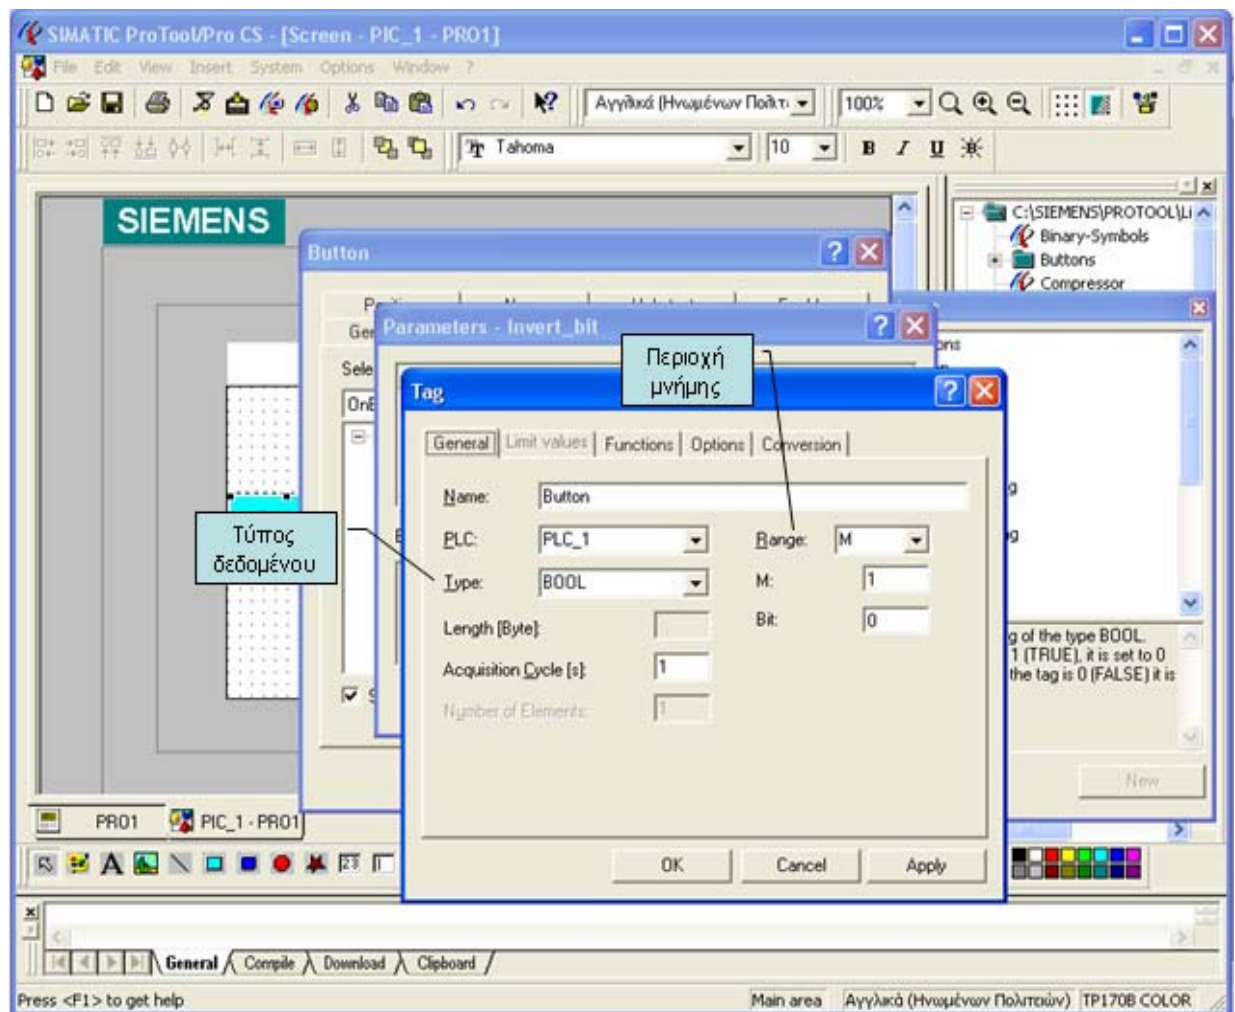 SIMATIC ProTool/Pro CS - [Screen - PIC_1 - PRO1]
File Edit View Insert System Options Window ?
Αγγλικά (Ηνωμένων Πολιτι 100%
Tahoma 10 B I U
SIEMENS
C:\SIEMENS\PROTOOL\Li
Binary-Symbols
Buttons
Compressor
Button
Parameters - Invert_bit
Περιοχή
μνήμης
Tag
General Limit values Functions Options Conversion
Name: Button
PLC: PLC_1 Range: M
Τύπος
δεδομένου
Type: BOOL M: 1
Length [Byte]: Bit: 0
Acquisition Cycle [s]: 1
Number of Elements: 1
g of the type BOOL.
1 (TRUE), it is set to 0
the tag is 0 (FALSE) it is
New
OK Cancel Apply
PRO1 PIC_1 - PRO1
General Compile Download Clipboard
Press <F1> to get help Main area Αγγλικά (Ηνωμένων Πολιτειών) TP170B COLOR